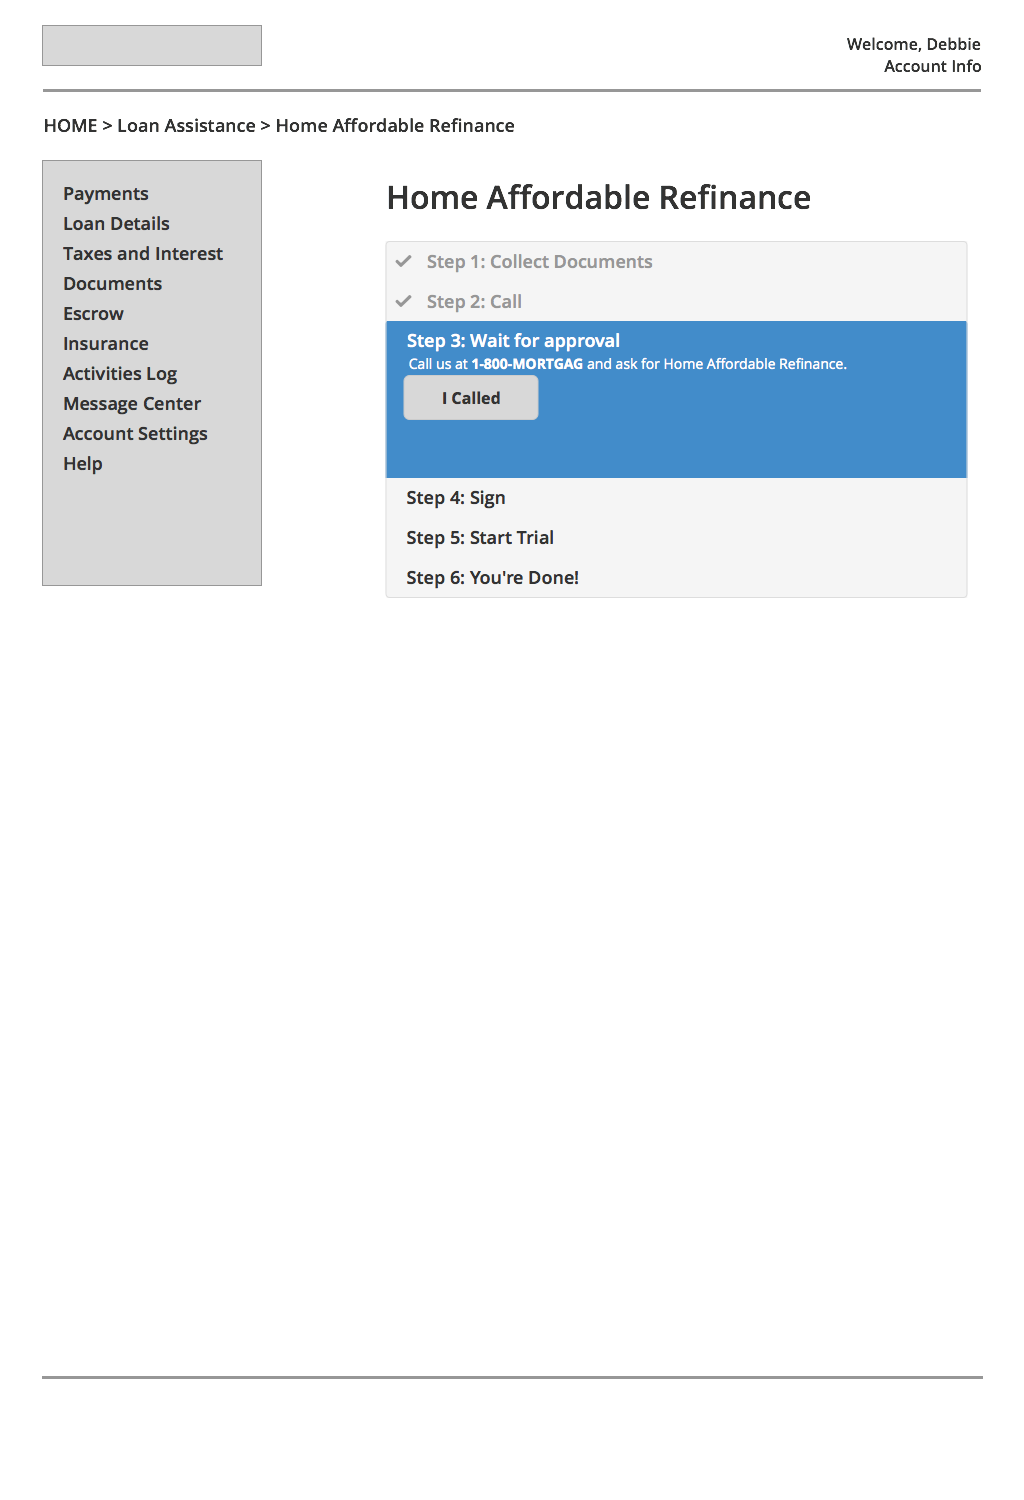 Welcome, Debbie
Account Info
HOME > Loan Assistance > Home Affordable Refinance
Payments
Loan Details
Taxes and Interest
Documents
Escrow
Insurance
Activities Log
Message Center
Account Settings
Help
Home Affordable Refinance
Step 1: Collect Documents
Step 2: Call
Step 3: Wait for approval
Call us at 1-800-MORTGAG and ask for Home Affordable Refinance.
I Called
Step 4: Sign
Step 5: Start Trial
Step 6: You're Done!